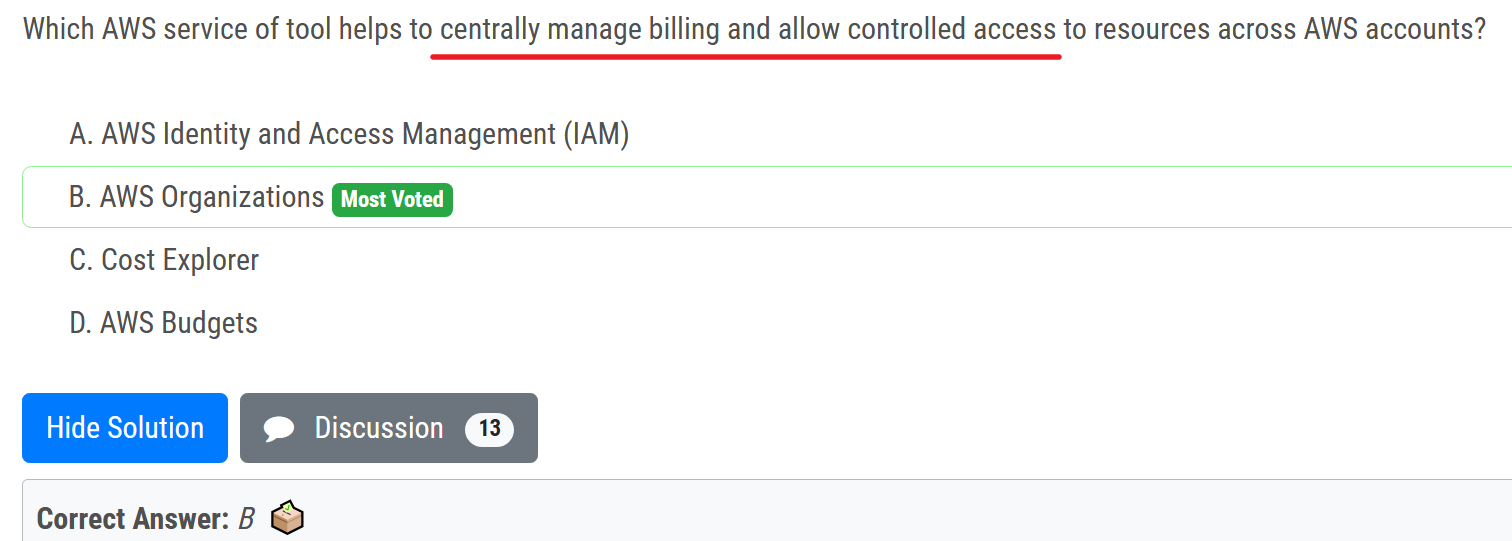 Which AWS service of tool helps to centrally manage billing and allow controlled access to resources across AWS accounts?
A. AWS Identity and Access Management (IAM)
B. AWS Organizations Most Voted
C. Cost Explorer
D. AWS Budgets
Hide Solution Discussion 13
Correct Answer: B